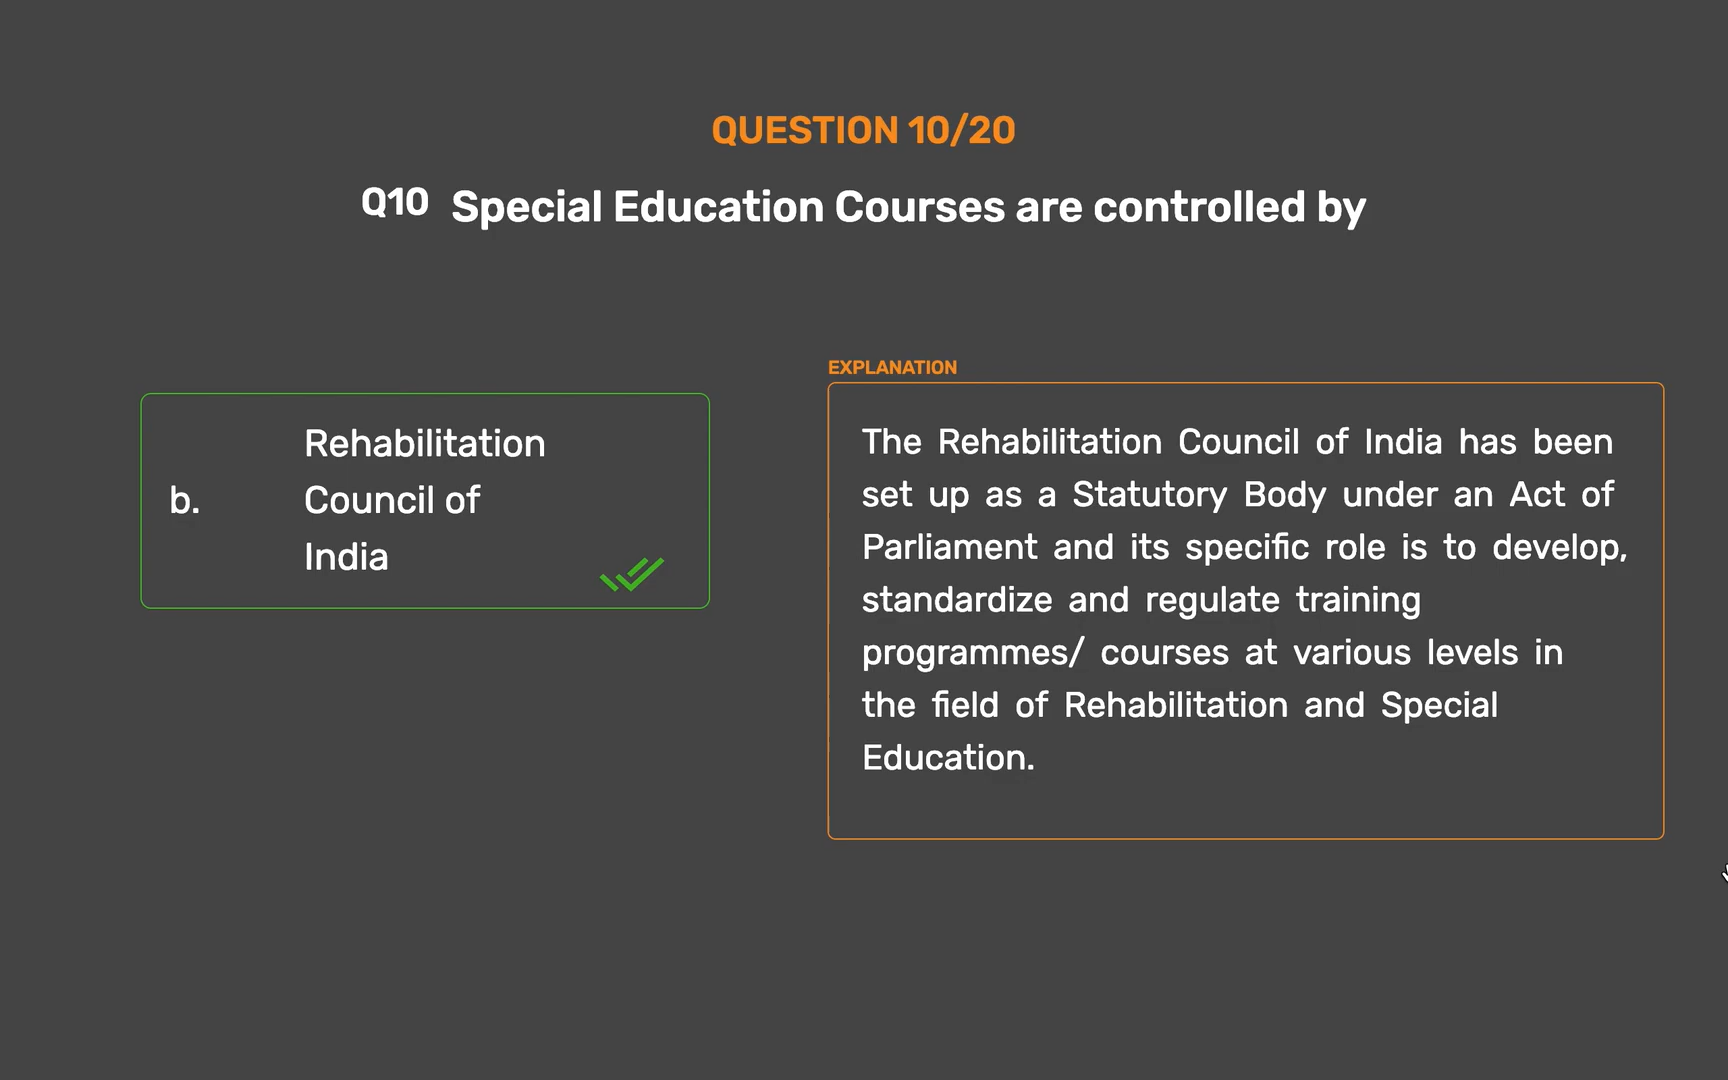 QUESTION 10/20
Q10 Special Education Courses are controlled by
b.
Rehabilitation
Council of
India
EXPLANATION
The Rehabilitation Council of India has been
set up as a Statutory Body under an Act of
Parliament and its specific role is to develop,
standardize and regulate training
programmes/ courses at various levels in
the field of Rehabilitation and Special
Education.